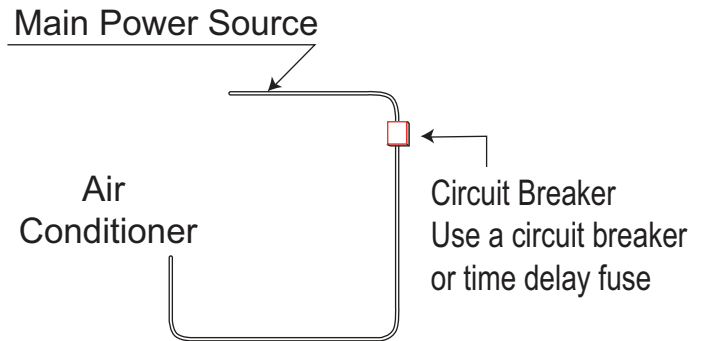 Main Power Source
Air
Conditioner
Circuit Breaker
Use a circuit breaker
or time delay fuse